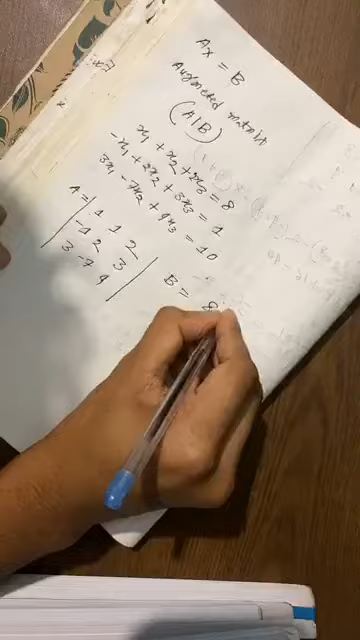 Ax = B
Augmented matrix
(A|B)
x₁ + x₂ + 2x₃ = 8
-x₁ + 2x₂ + 3x₃ = 1
3x₁ - 7x₂ + 4x₃ = 10
A =
1 1 2
-1 2 3
3 -7 4
B = 8